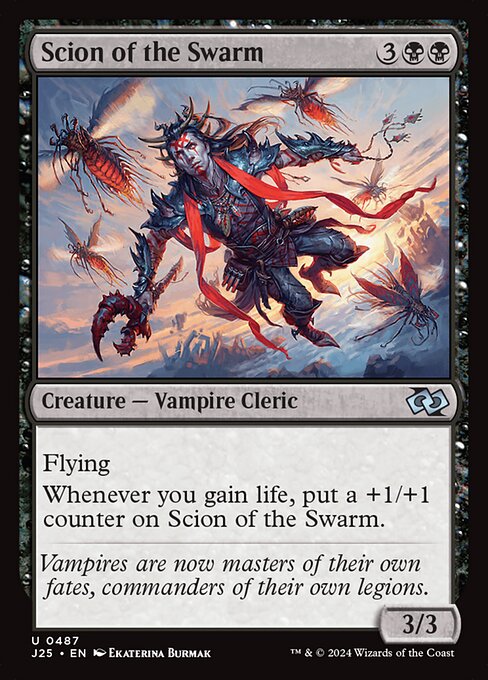 Scion of the Swarm 3
Creature — Vampire Cleric
Flying
Whenever you gain life, put a +1/+1
counter on Scion of the Swarm.
Vampires are now masters of their own
fates, commanders of their own legions.
3/3
U 0487
J25 • EN Ekaterina Burmak ™ & © 2024 Wizards of the Coast